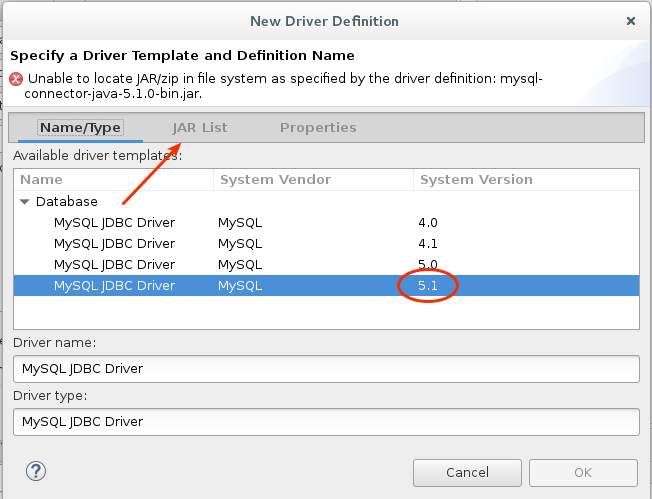 New Driver Definition
Specify a Driver Template and Definition Name
Unable to locate JAR/zip in file system as specified by the driver definition: mysql-
connector-java-5.1.0-bin.jar.
Name/Type JAR List Properties
Available driver templates:
Name System Vendor System Version
Database
MySQL JDBC Driver MySQL 4.0
MySQL JDBC Driver MySQL 4.1
MySQL JDBC Driver MySQL 5.0
MySQL JDBC Driver MySQL 5.1
Driver name:
MySQL JDBC Driver
Driver type:
MySQL JDBC Driver
? Cancel OK